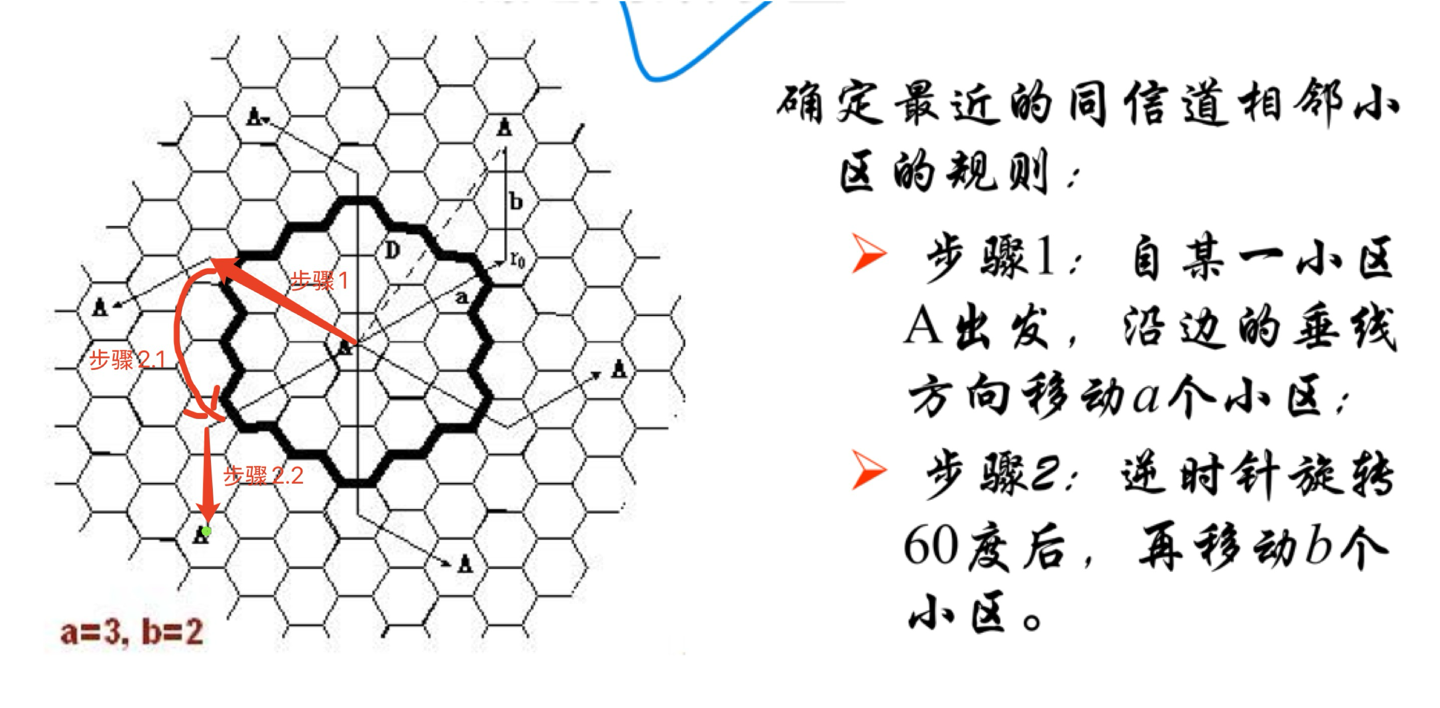 A
A
b
D
r₀
步骤1
a
A
A
步骤2.1
A
步骤2.2
A
A
a=3, b=2
确定最近的同信道相邻小
区的规则：
步骤1：自某一小区
A出发，沿边的垂线
方向移动a个小区；
步骤2：逆时针旋转
60度后，再移动b个
小区。